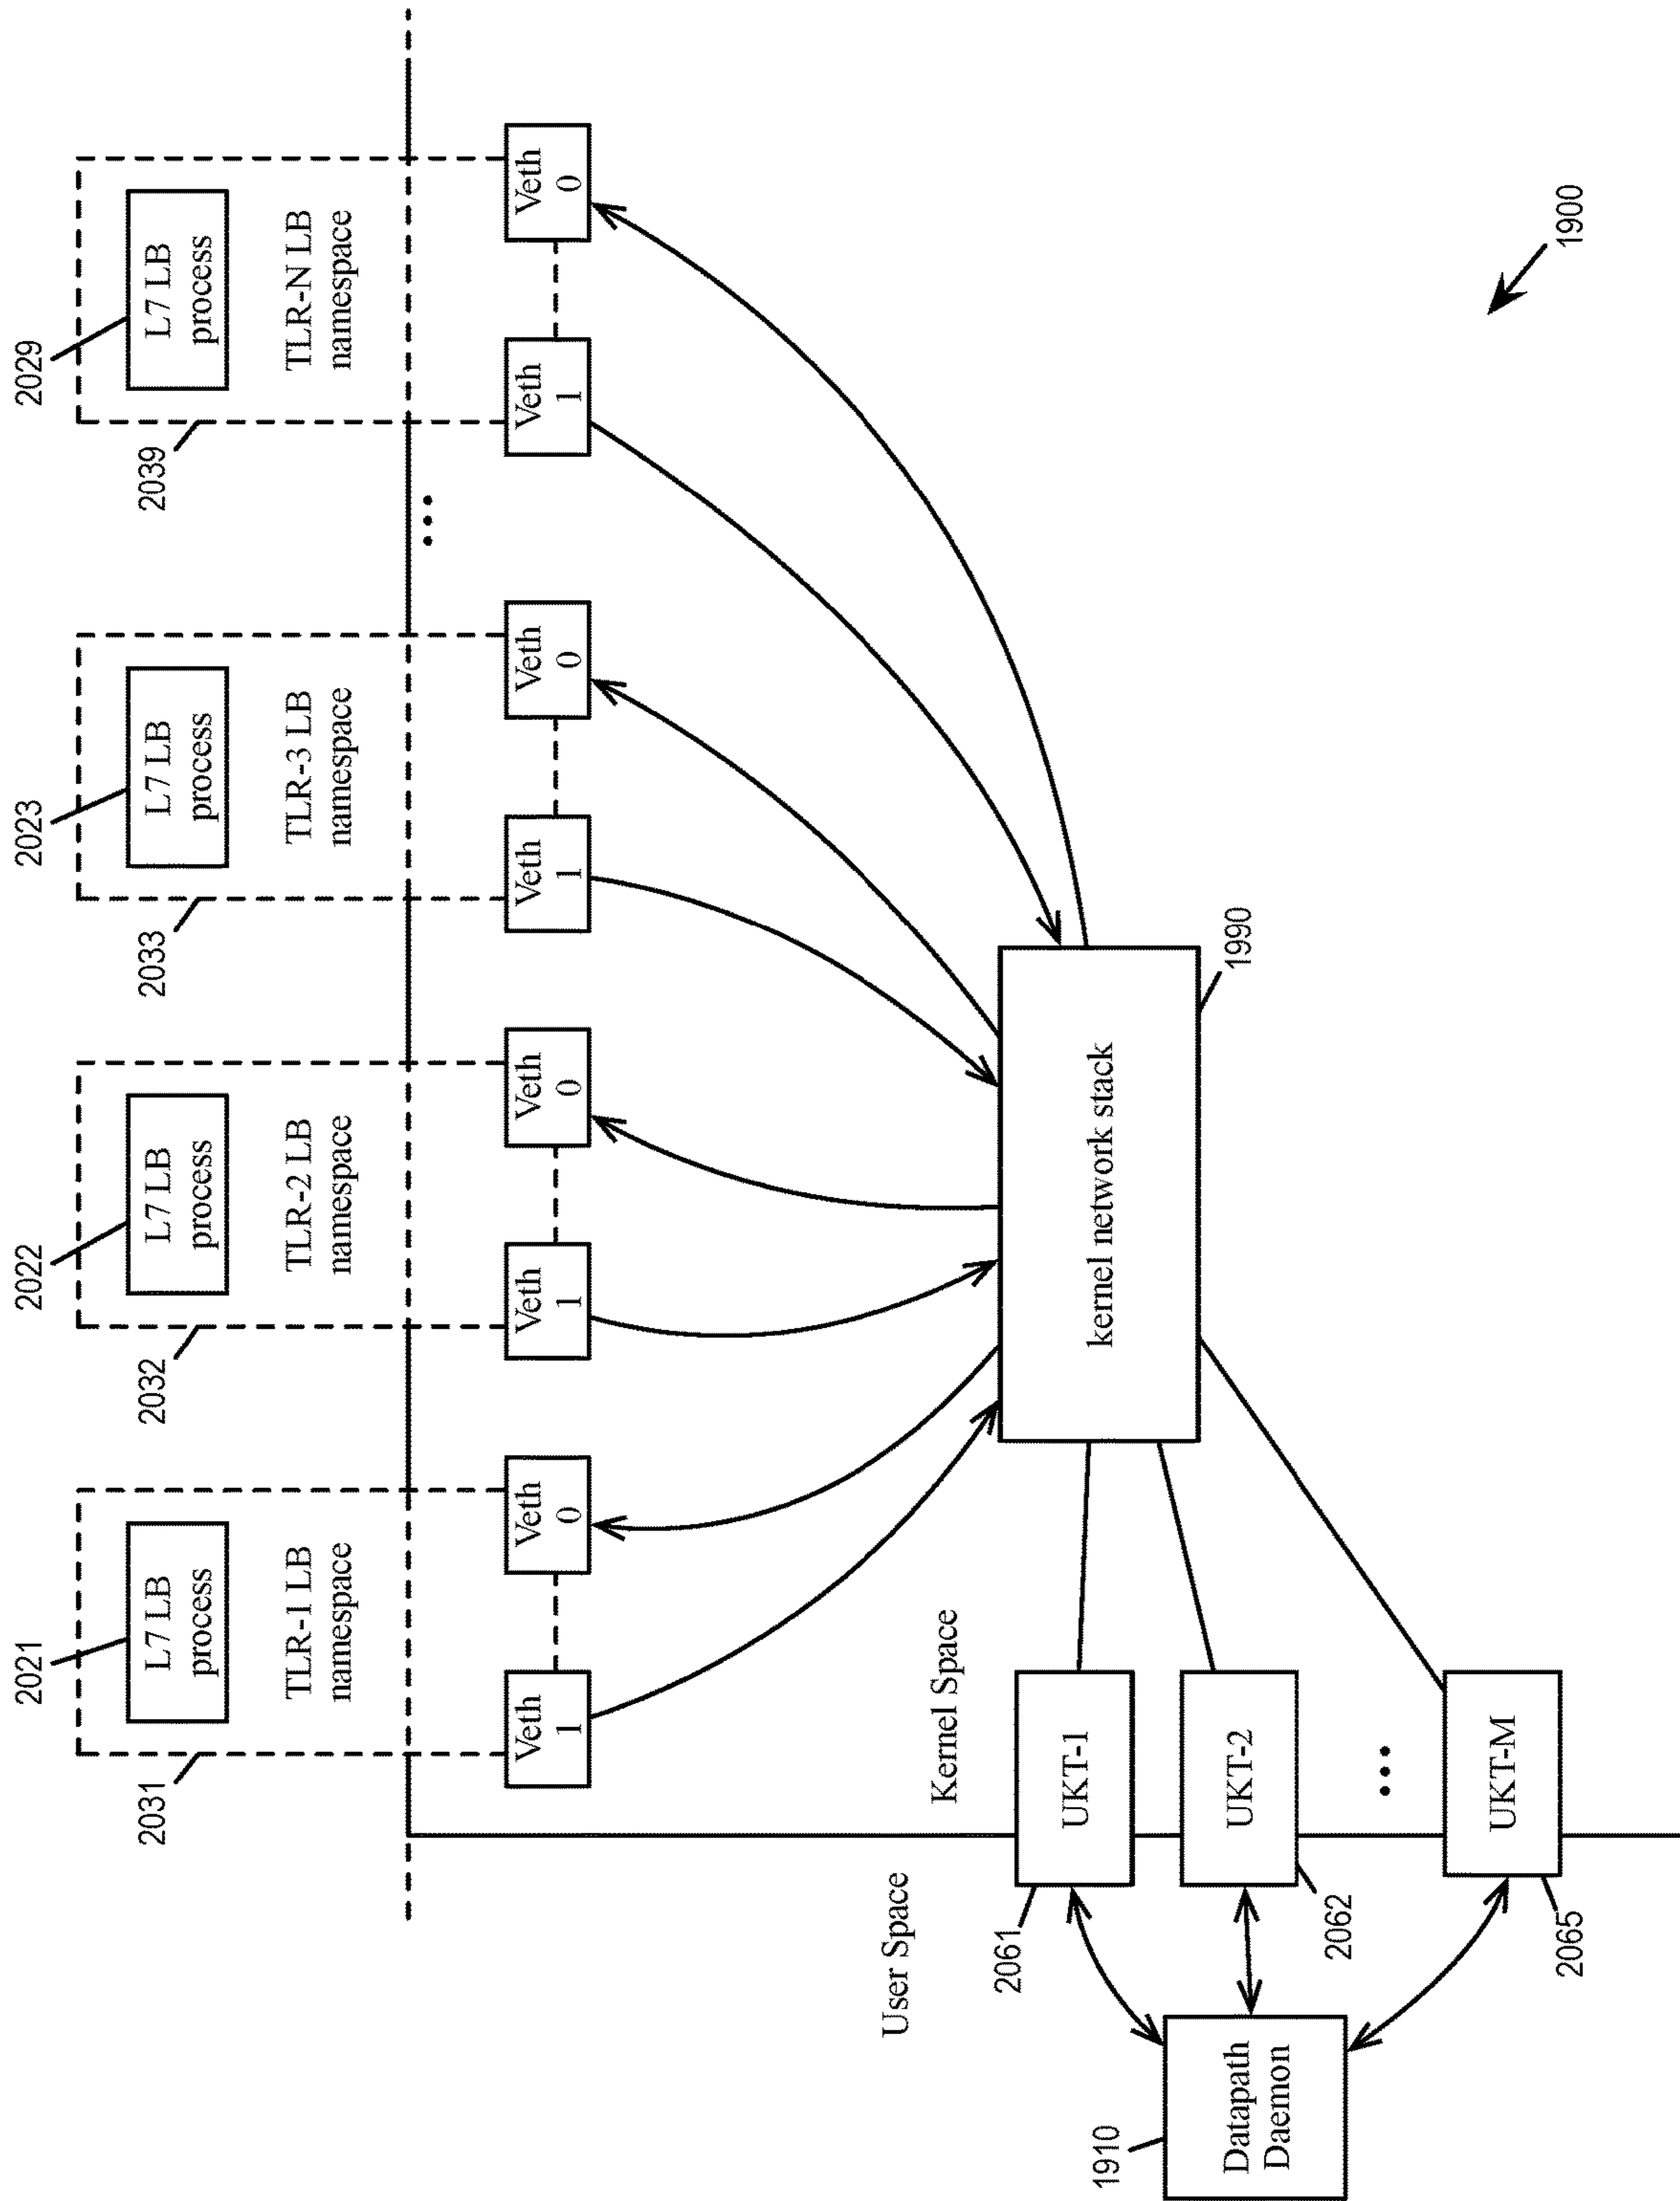 2021
2022
2023
2029
2031
L7 LB
process
TLR-1 LB
namespace
2032
L7 LB
process
TLR-2 LB
namespace
2033
L7 LB
process
TLR-3 LB
namespace
2039
L7 LB
process
TLR-N LB
namespace
...
Veth
1
Veth
0
Veth
1
Veth
0
Veth
1
Veth
0
Veth
1
Veth
0
User Space
Kernel Space
2061
UKT-1
kernel network stack
1990
1910
Datapath
Daemon
UKT-2
2062
...
UKT-M
2065
1900